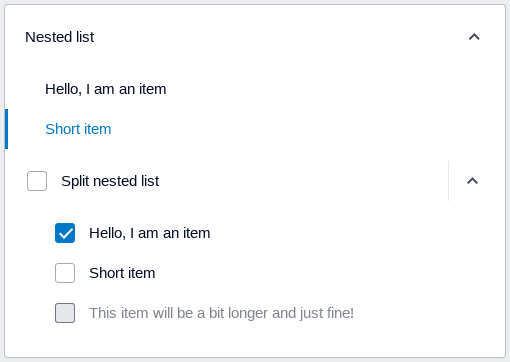 Nested list
Hello, I am an item
Short item
Split nested list
Hello, I am an item
Short item
This item will be a bit longer and just fine!